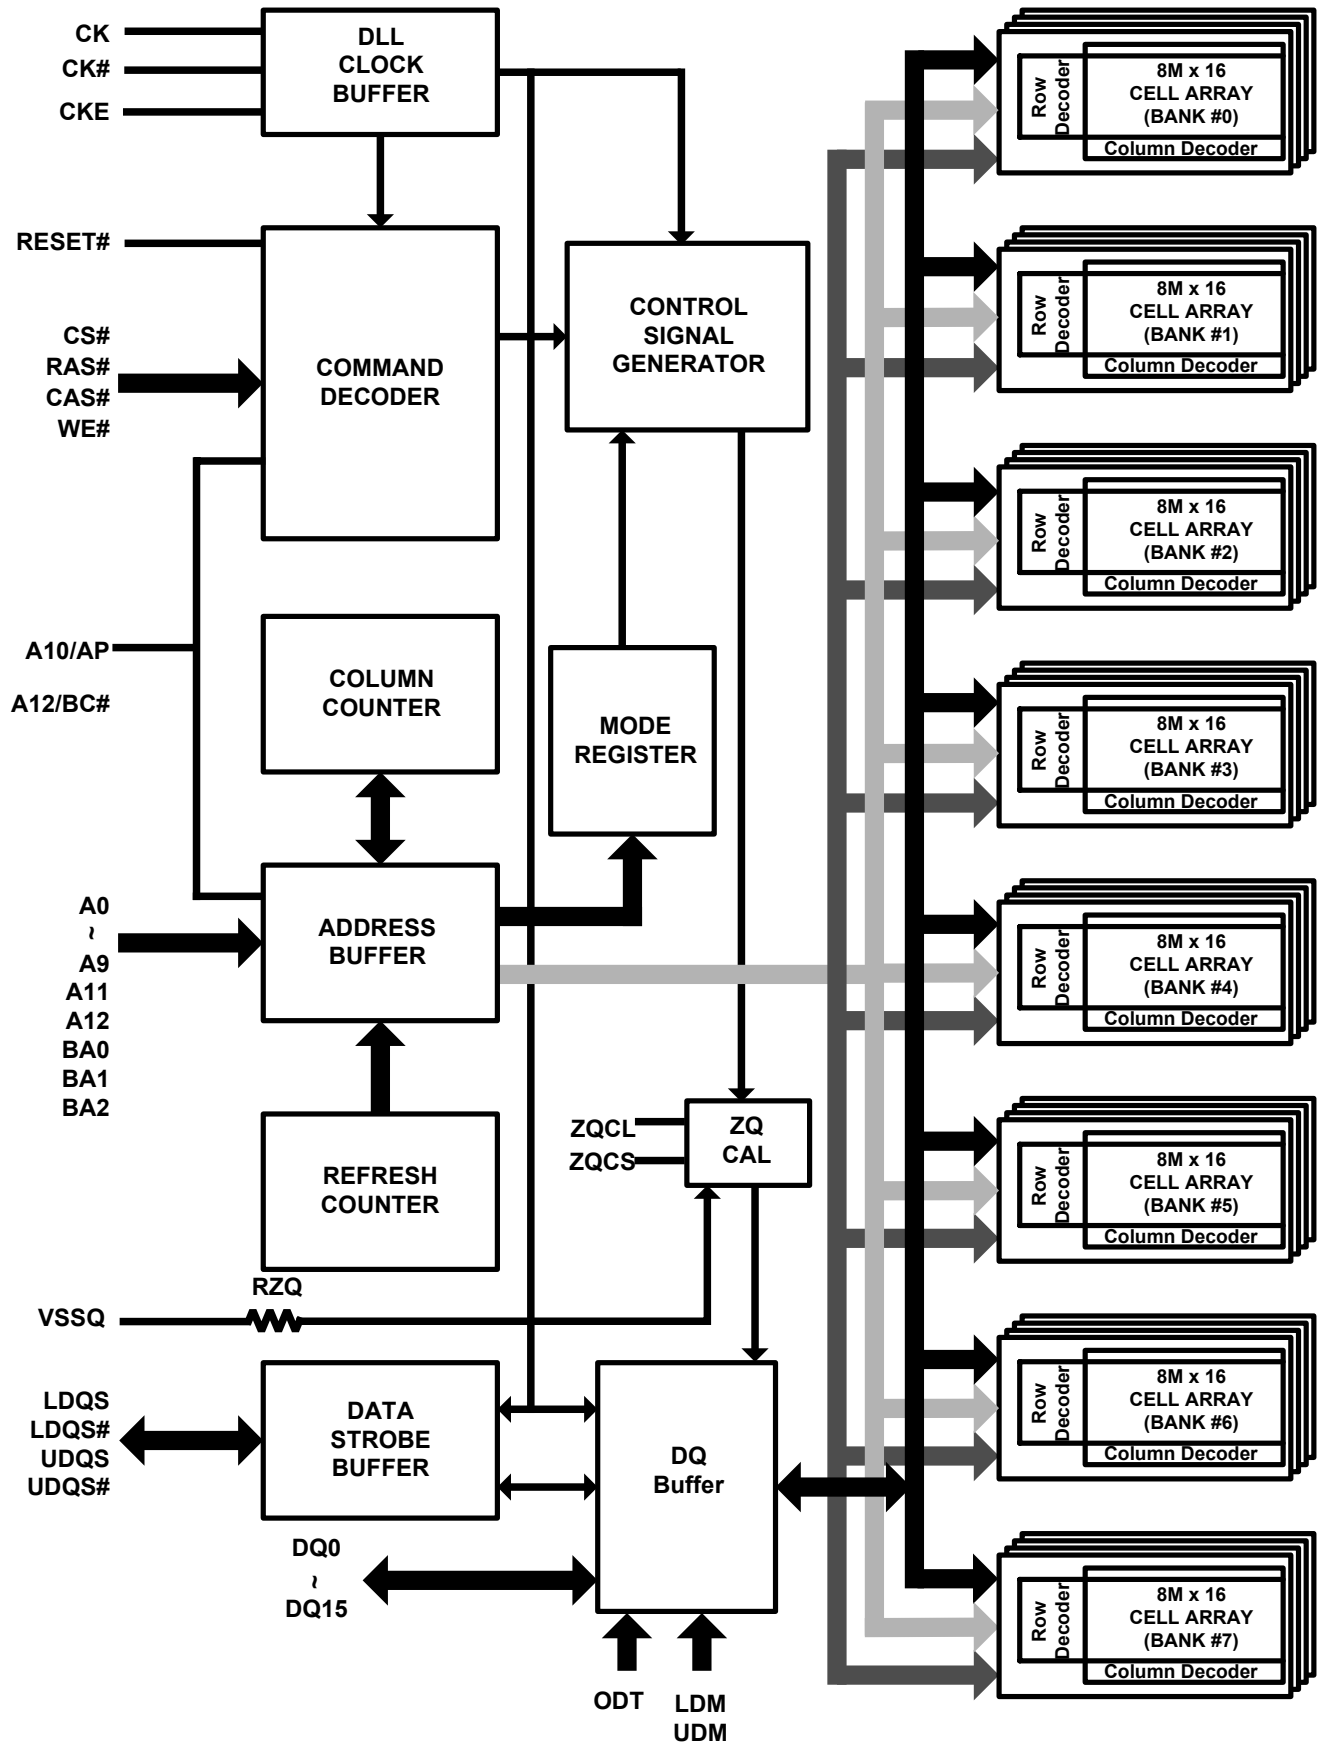 CK
CK#
CKE
DLL
CLOCK
BUFFER
RESET#
CS#
RAS#
CAS#
WE#
COMMAND
DECODER
CONTROL
SIGNAL
GENERATOR
A10/AP
A12/BC#
COLUMN
COUNTER
MODE
REGISTER
A0
~
A9
A11
A12
BA0
BA1
BA2
ADDRESS
BUFFER
REFRESH
COUNTER
ZQCL
ZQCS
ZQ
CAL
RZQ
VSSQ
LDQS
LDQS#
UDQS
UDQS#
DATA
STROBE
BUFFER
DQ
Buffer
DQ0
~
DQ15
ODT
LDM
UDM
Row
Decoder
8M x 16
CELL ARRAY
(BANK #0)
Column Decoder
Row
Decoder
8M x 16
CELL ARRAY
(BANK #1)
Column Decoder
Row
Decoder
8M x 16
CELL ARRAY
(BANK #2)
Column Decoder
Row
Decoder
8M x 16
CELL ARRAY
(BANK #3)
Column Decoder
Row
Decoder
8M x 16
CELL ARRAY
(BANK #4)
Column Decoder
Row
Decoder
8M x 16
CELL ARRAY
(BANK #5)
Column Decoder
Row
Decoder
8M x 16
CELL ARRAY
(BANK #6)
Column Decoder
Row
Decoder
8M x 16
CELL ARRAY
(BANK #7)
Column Decoder